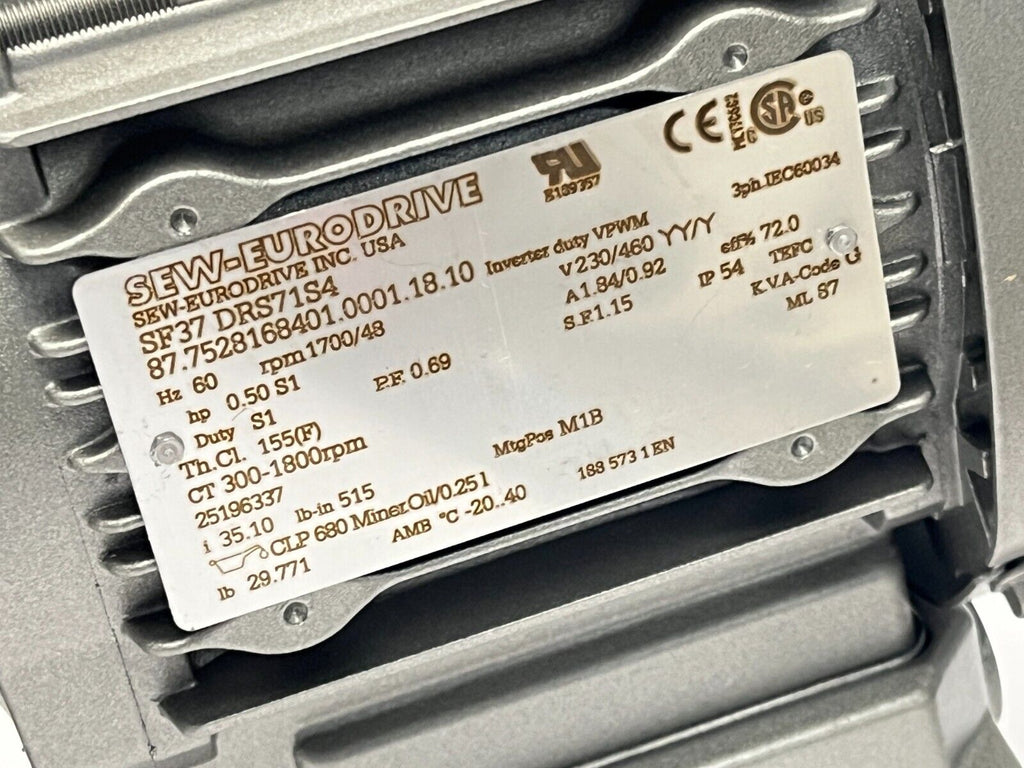 SEW-EURODRIVE
SEW-EURODRIVE INC. USA
SF37 DRS71S4
87.7528168401.0001.18.10 Inverter duty VPWM
E189357
CE
SA
C US
3ph.IEC60034
Hz 60 rpm 1700/48 V 230/460 YY/Y
hp 0.50 S1 A 1.84/0.92 eff% 72.0
P.F. 0.69 S.F.1.15 IP 54 TEFC
Duty S1 K.V.A-Code G
Th.Cl. 155(F) ML 87
CT 300-1800rpm
25196337 MtgPos M1B
i 35.10 lb-in 515
CLP 680 Miner.Oil/0.25 l 188 573 1 EN
lb 29.771 AMB °C -20..40